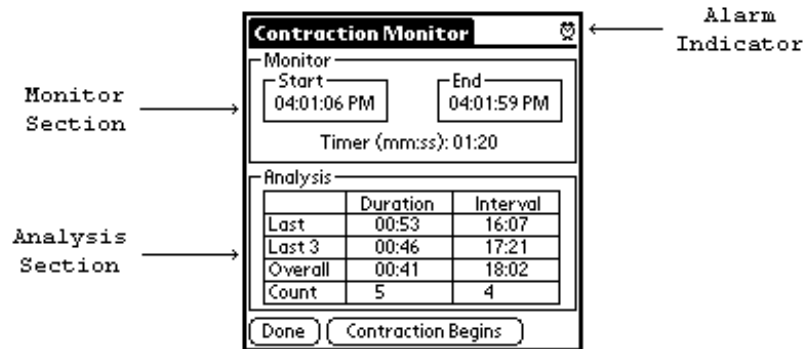 Contraction Monitor
Alarm
Indicator
Monitor
Start
End
04:01:06 PM
04:01:59 PM
Timer (mm:ss): 01:20
Monitor
Section
Analysis
Duration Interval
Last 00:53 16:07
Last 3 00:46 17:21
Overall 00:41 18:02
Count 5 4
Analysis
Section
Done Contraction Begins